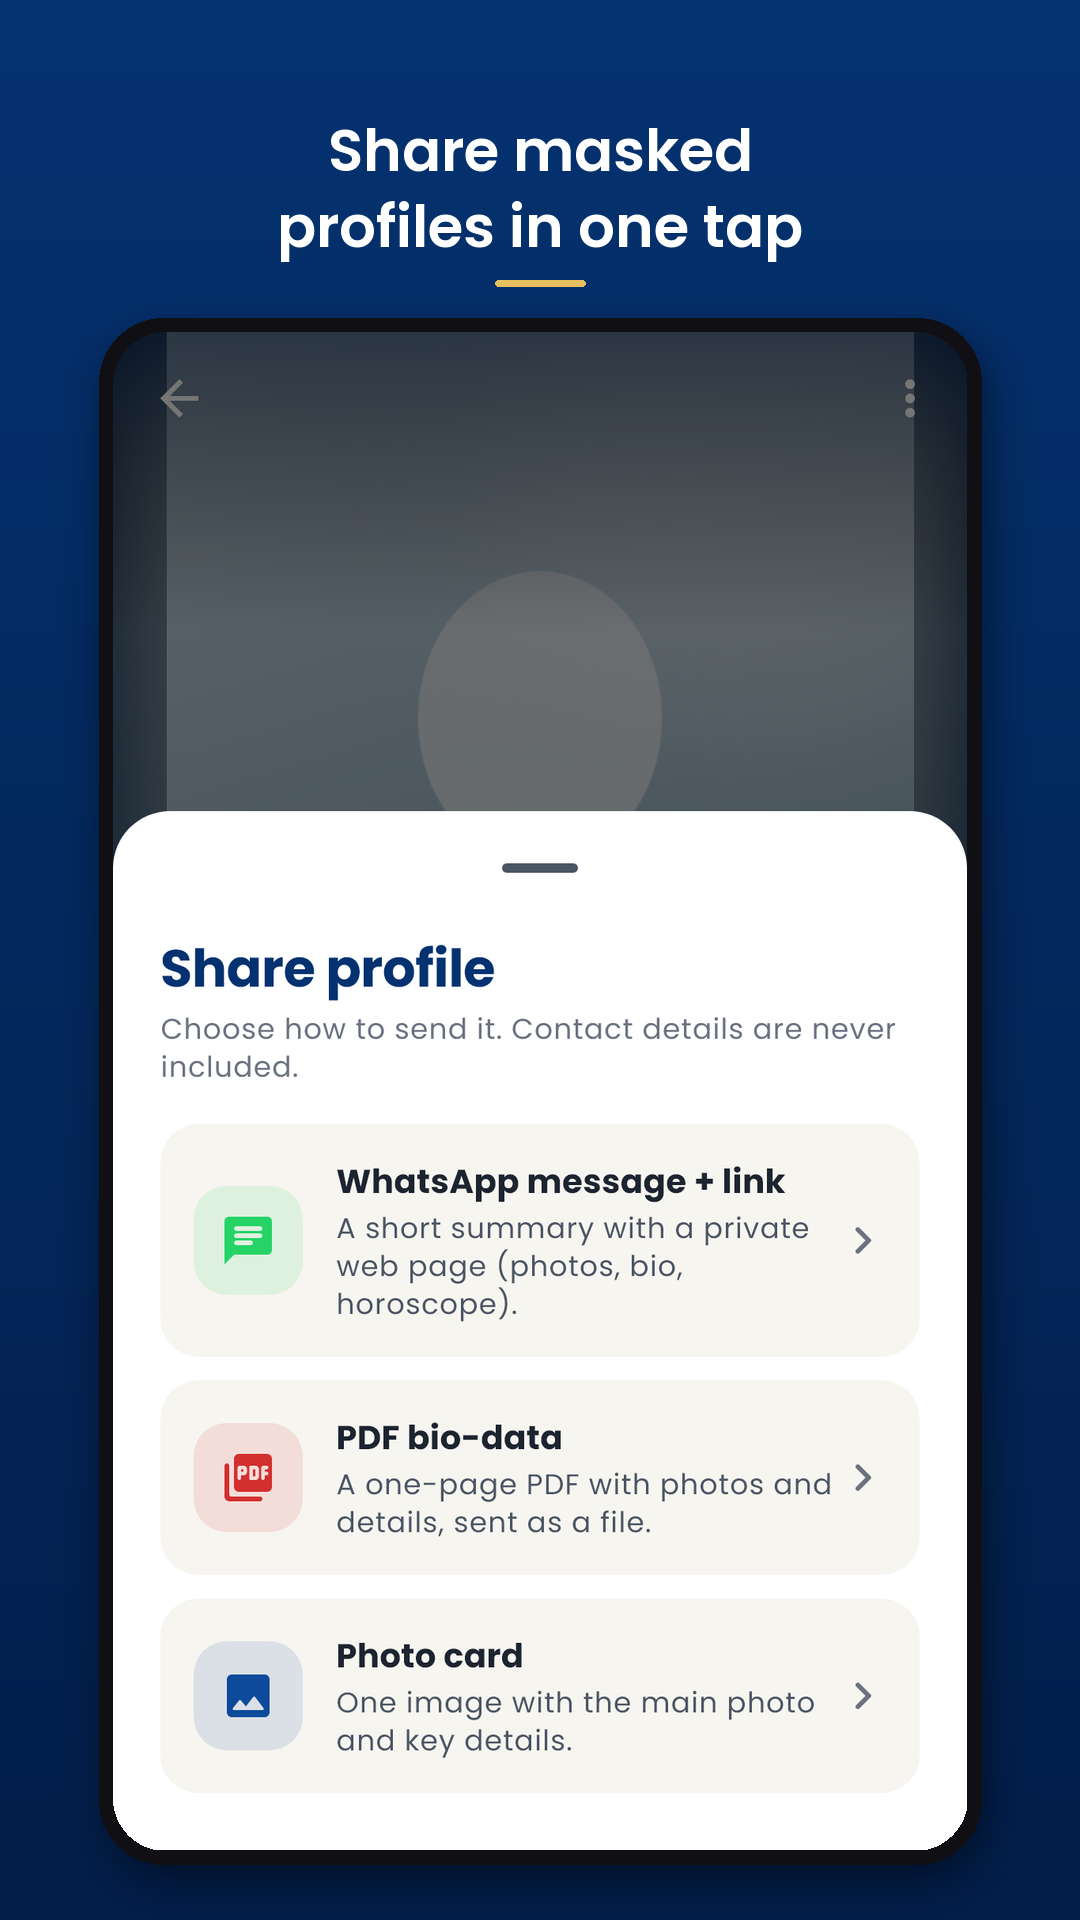 Share masked
profiles in one tap
Share profile
Choose how to send it. Contact details are never
included.
WhatsApp message + link
A short summary with a private
web page (photos, bio,
horoscope).
PDF
PDF bio-data
A one-page PDF with photos and
details, sent as a file.
Photo card
One image with the main photo
and key details.